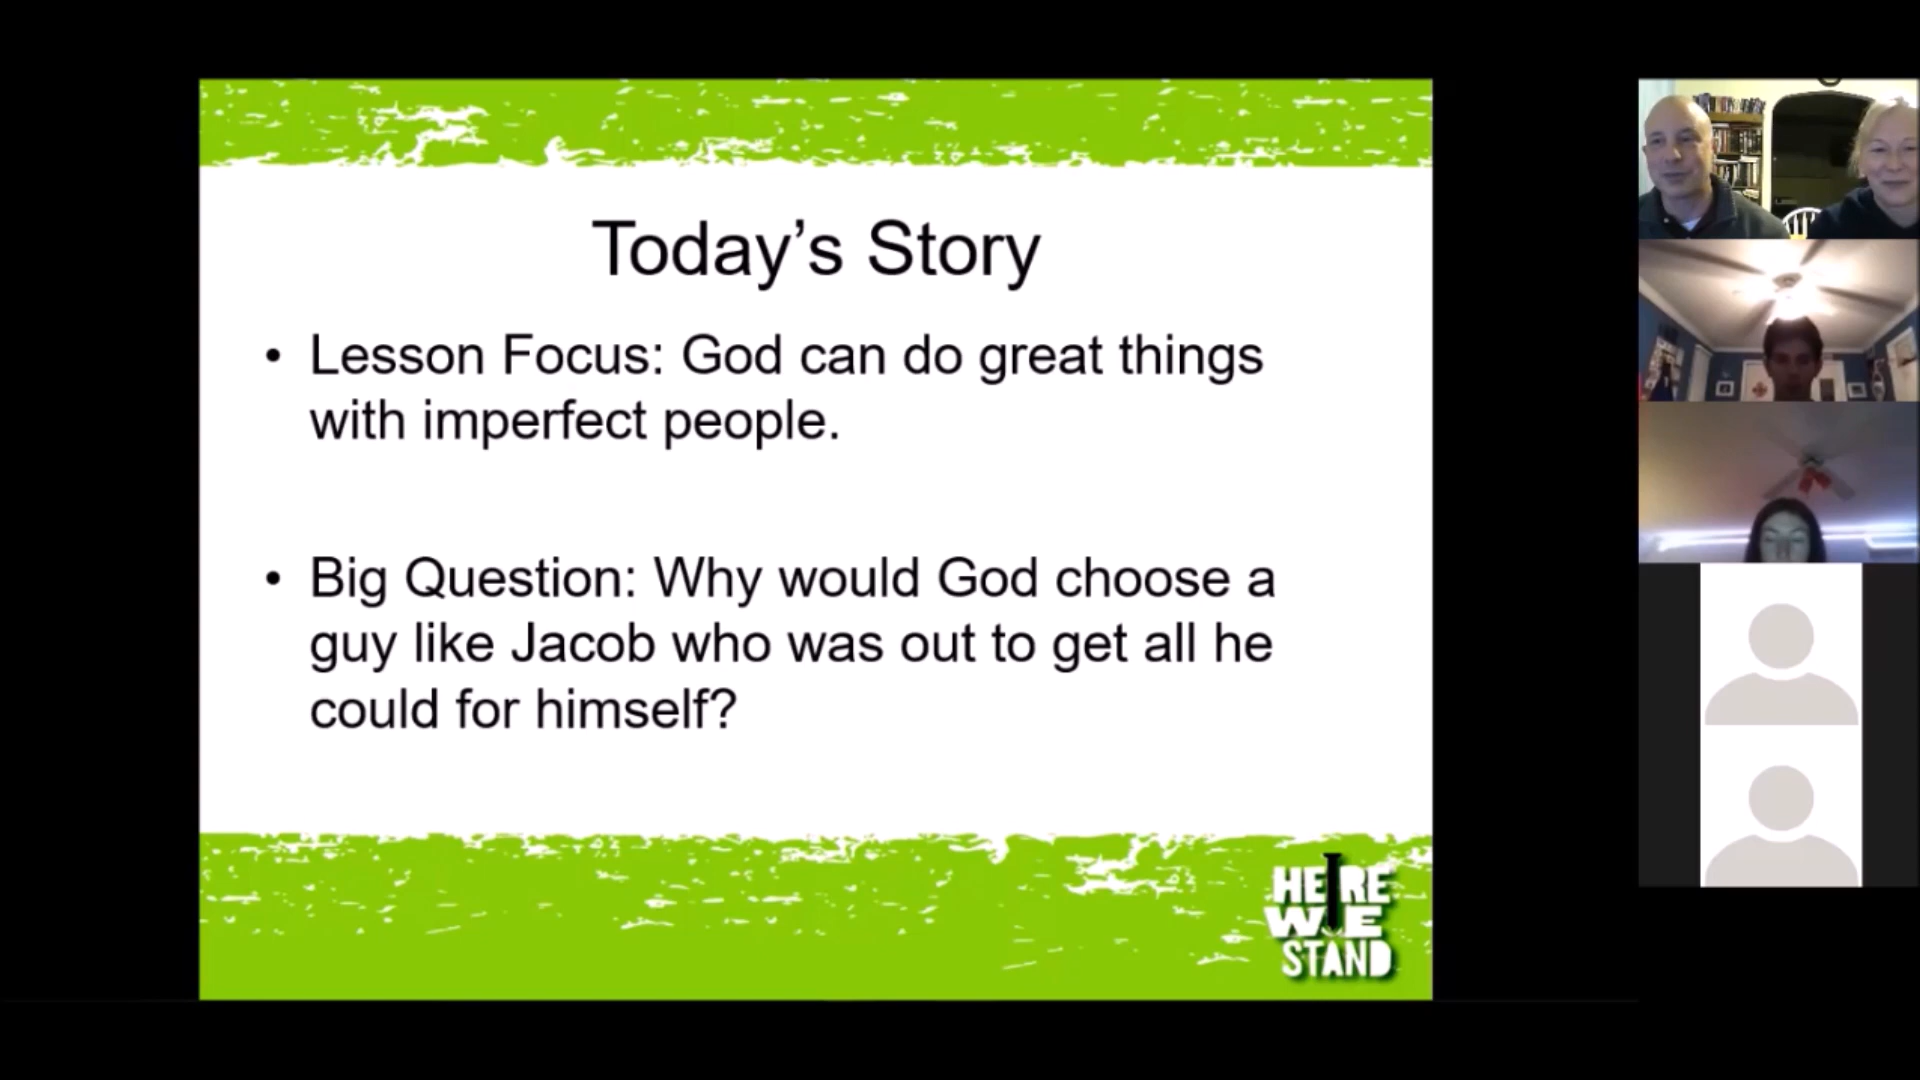 Today’s Story
• Lesson Focus: God can do great things
with imperfect people.
• Big Question: Why would God choose a
guy like Jacob who was out to get all he
could for himself?
HERE
WE
STAND